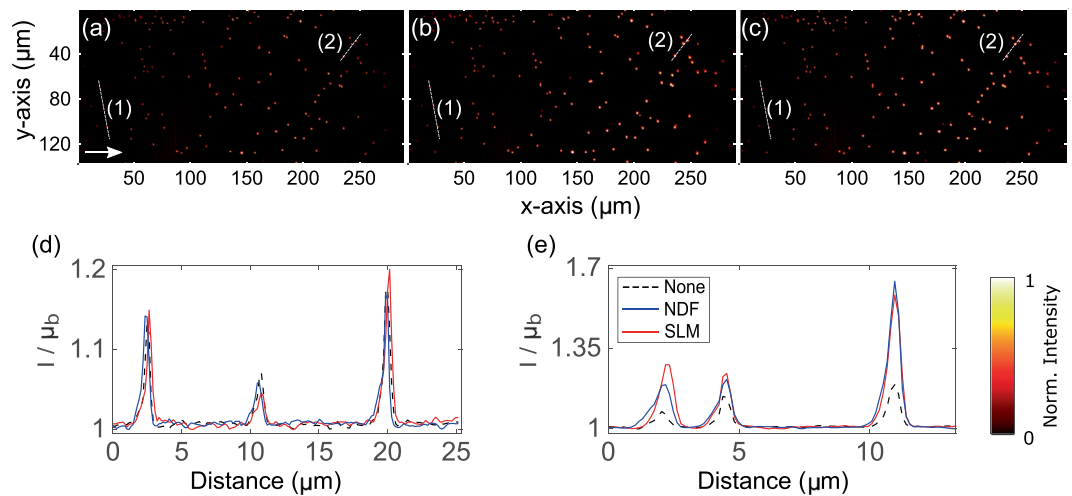 (a) (b) (c)
(2) (2) (2)
(1) (1) (1)
y-axis (µm)
40
80
120
50 100 150 200 250 50 100 150 200 250 50 100 150 200 250
x-axis (µm)
(d) (e)
1.2
1.1
1
I / µb
0 5 10 15 20 25
Distance (µm)
1.7
1.35
1
I / µb
None
NDF
SLM
0 5 10
Distance (µm)
1
0
Norm. Intensity